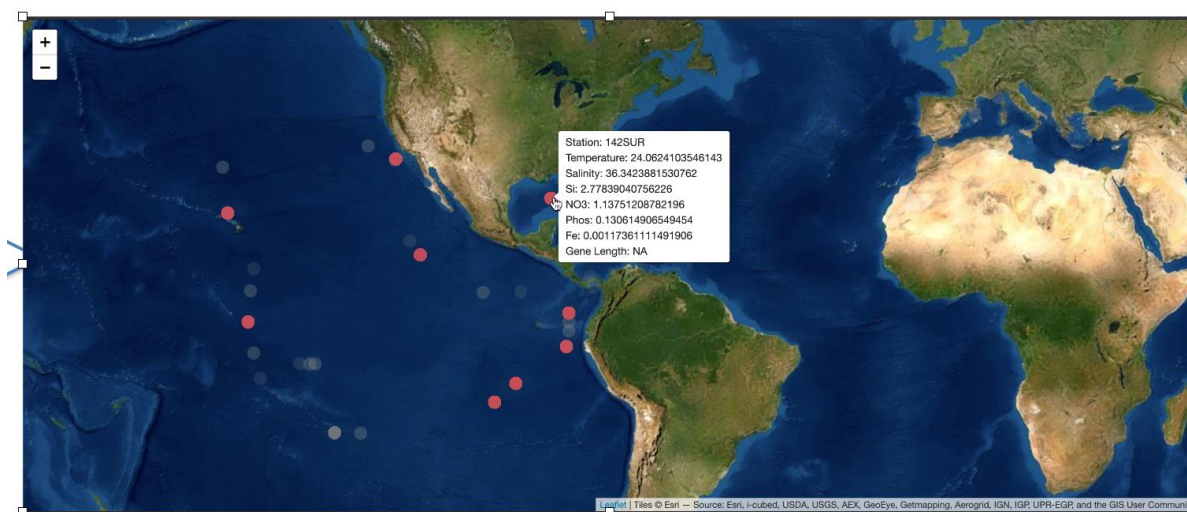 +
−
Station: 142SUR
Temperature: 24.0624103546143
Salinity: 36.3423881530762
Si: 2.77839040756226
NO3: 1.13751208782196
Phos: 0.130614906549454
Fe: 0.00117361111491906
Gene Length: NA
Leaflet | Tiles © Esri — Source: Esri, i-cubed, USDA, USGS, AEX, GeoEye, Getmapping, Aerogrid, IGN, IGP, UPR-EGP, and the GIS User Communi